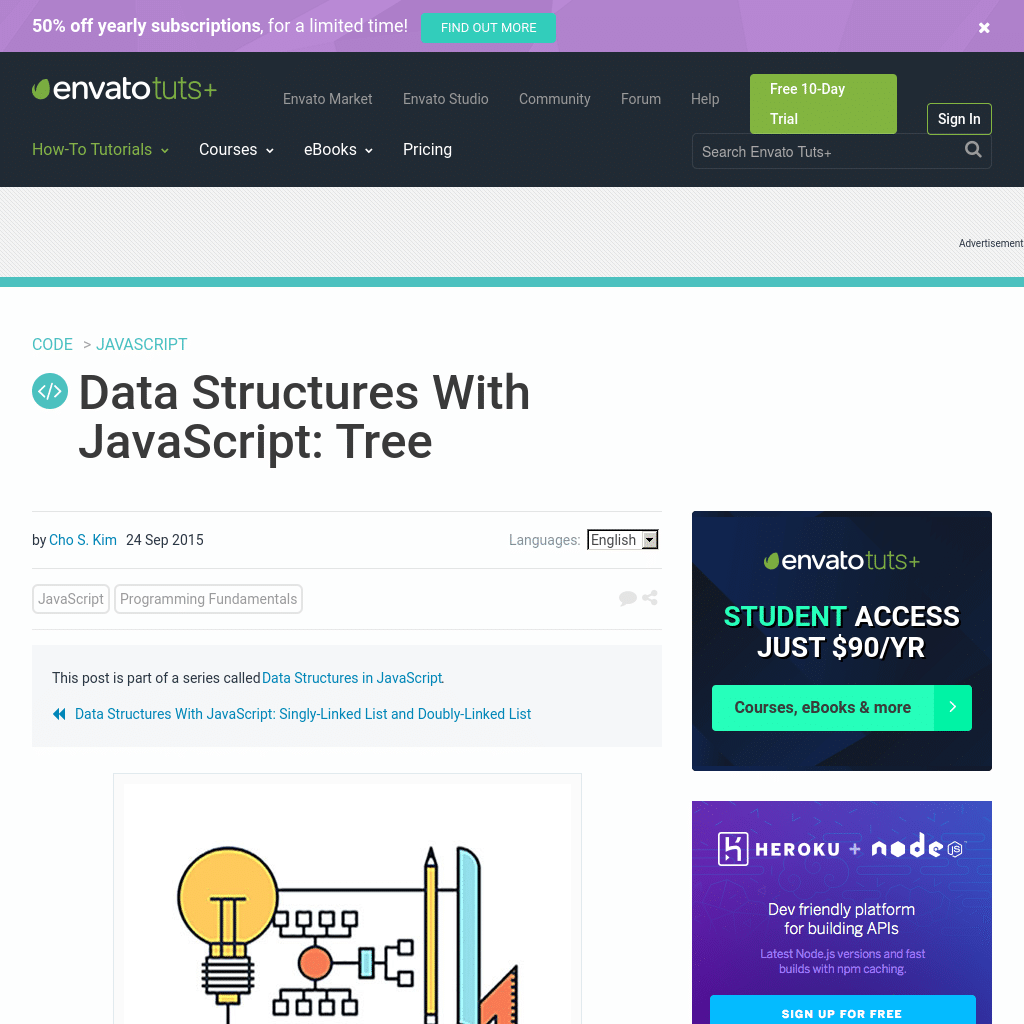 50% off yearly subscriptions, for a limited time! FIND OUT MORE ×
envatotuts+
Envato Market Envato Studio Community Forum Help Free 10-Day Trial Sign In
How-To Tutorials Courses eBooks Pricing Search Envato Tuts+
Advertisement
CODE > JAVASCRIPT
</> Data Structures With
JavaScript: Tree
by Cho S. Kim 24 Sep 2015 Languages: English
JavaScript Programming Fundamentals
This post is part of a series called Data Structures in JavaScript.
Data Structures With JavaScript: Singly-Linked List and Doubly-Linked List
envatotuts+
STUDENT ACCESS
JUST $90/YR
Courses, eBooks & more
HEROKU + node JS
Dev friendly platform
for building APIs
Latest Node.js versions and fast
builds with npm caching.
SIGN UP FOR FREE